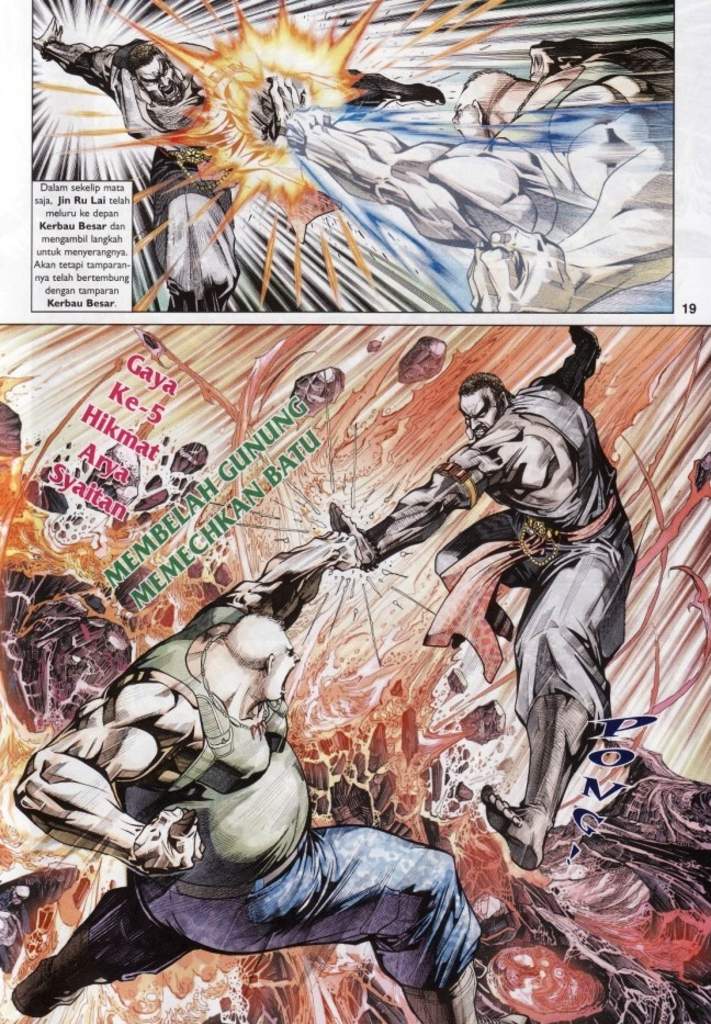 Dalam sekelip mata
saja, Jin Ru Lai telah
meluru ke depan
Kerbau Besar dan
mengambil langkah
untuk menyerangnya.
Akan tetapi tamparan-
nya telah bertembung
dengan tamparan
Kerbau Besar.
19
Gaya
Ke-5
Hikmat
Arya
Syaitan
MEMBELAH GUNUNG
MEMECHKAN BATU
PONG!